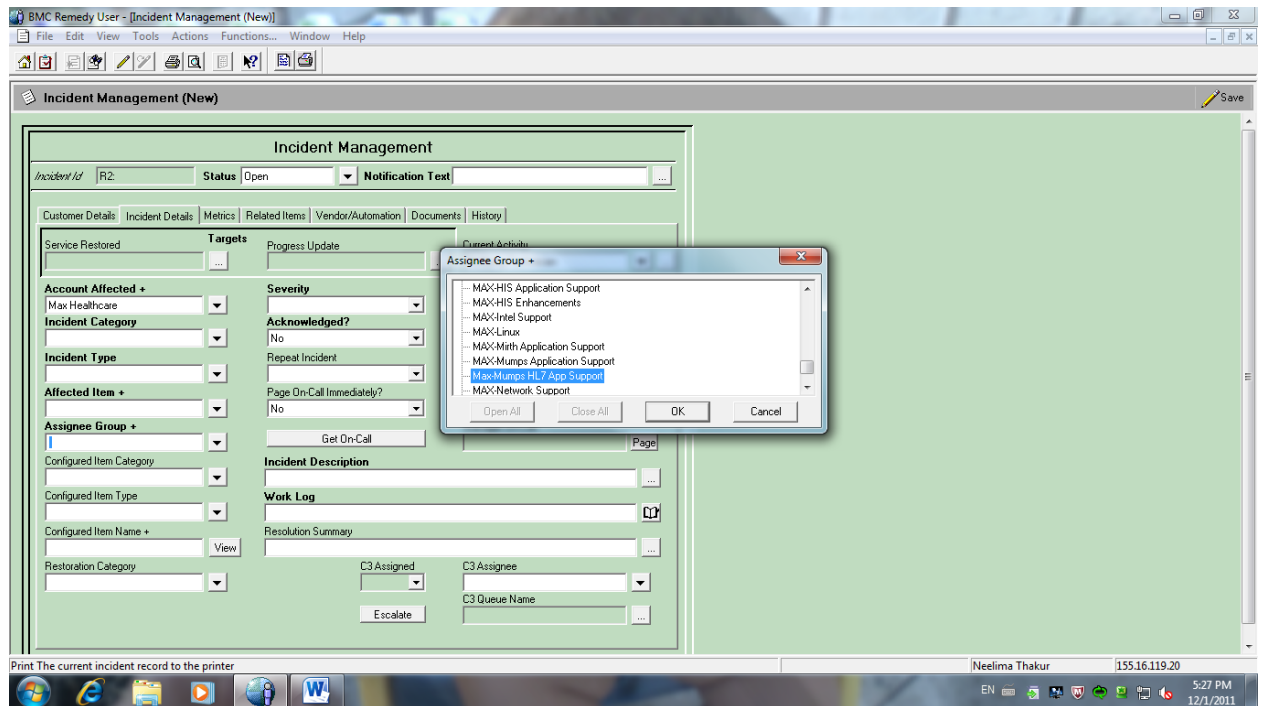 BMC Remedy User - [Incident Management (New)]
File Edit View Tools Actions Functions... Window Help
Incident Management (New)
Save
Incident Management
Incident Id R2: Status Open Notification Text ...
Customer Details Incident Details Metrics Related Items Vendor/Automation Documents History
Service Restored Targets Progress Update Current Activity
...
Account Affected + Severity
Max Healthcare
Incident Category Acknowledged?
No
Incident Type Repeat Incident
Affected Item + Page On-Call Immediately?
No
Assignee Group +
Get On-Call Page
Configured Item Category Incident Description
...
Configured Item Type Work Log
Configured Item Name + Resolution Summary
View ...
Restoration Category C3 Assigned C3 Assignee
C3 Queue Name
Escalate ...
Assignee Group +
MAX-HIS Application Support
MAX-HIS Enhancements
MAX-Intel Support
MAX-Linux
MAX-Mirth Application Support
MAX-Mumps Application Support
Max-Mumps HL7 App Support
MAX-Network Support
Open All Close All OK Cancel
Print The current incident record to the printer Neelima Thakur 155.16.119.20
EN 5:27 PM
12/1/2011